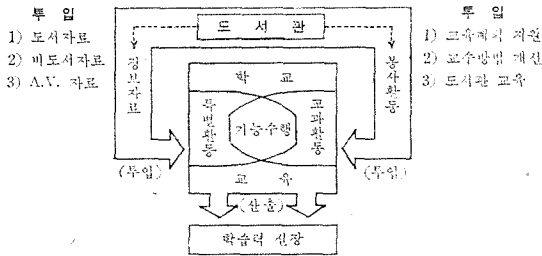 투 입
1) 도서자료
2) 비도서자료
3) A.V. 자료
도 서 관
투 입
1) 교육계획 지원
2) 교수방법 개선
3) 도서관 교육
정보자료
봉사활동
학 교
특별활동
기능수행
교과활동
교 육
(투입)
(산출)
(투입)
학습력 신장